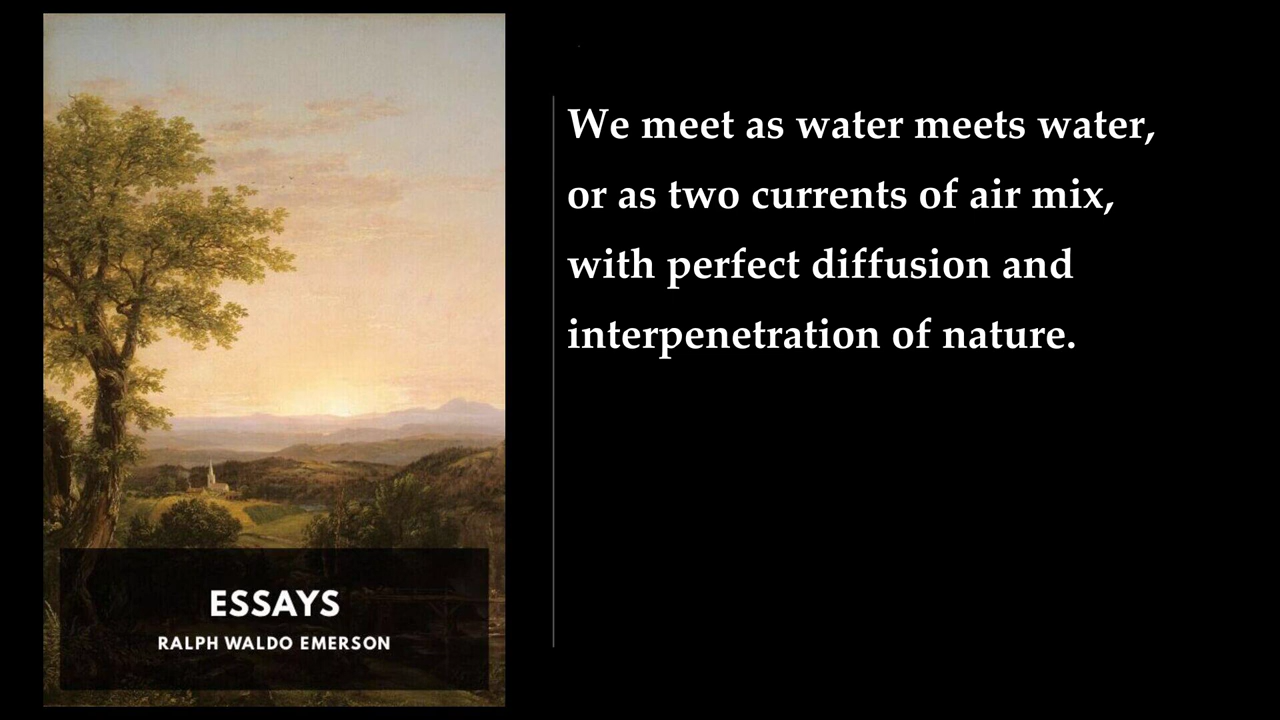 We meet as water meets water,
or as two currents of air mix,
with perfect diffusion and
interpenetration of nature.
ESSAYS
RALPH WALDO EMERSON